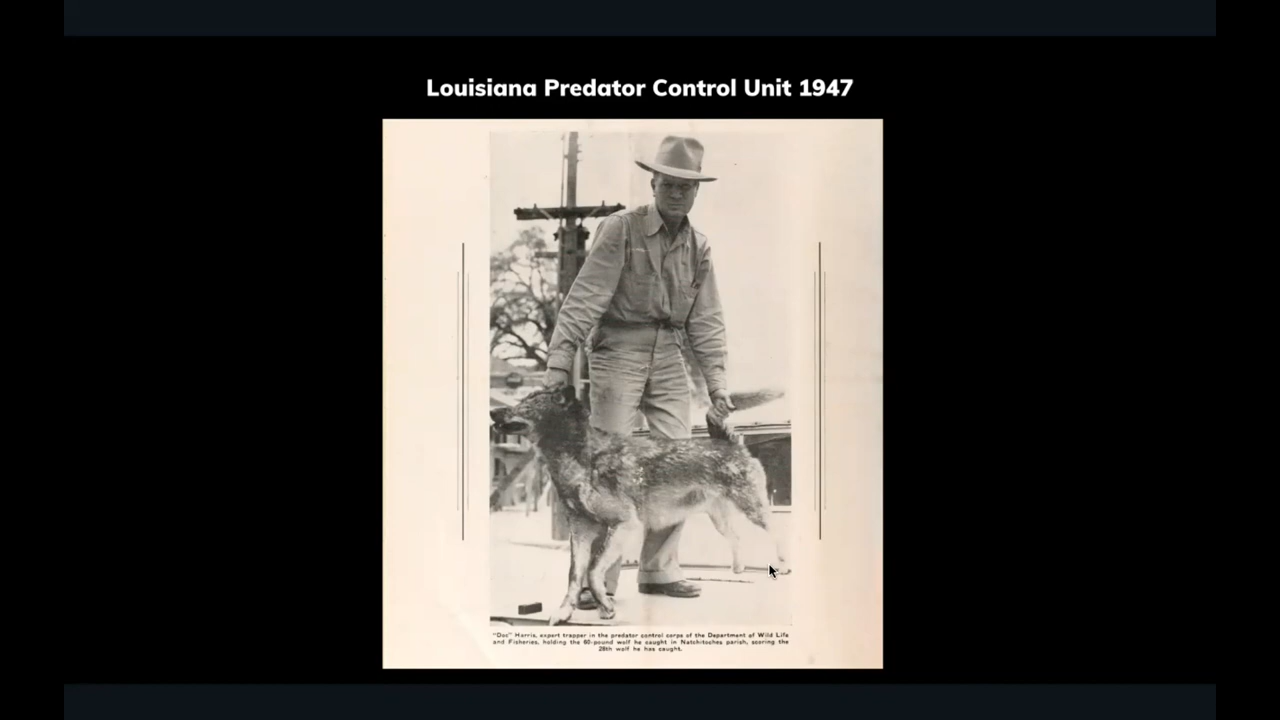 Louisiana Predator Control Unit 1947
"Doc" Harris, expert trapper in the predator control corps of the Department of Wild Life
and Fisheries, holding the 60-pound wolf he caught in Natchitoches parish, scoring the
28th wolf he has caught.